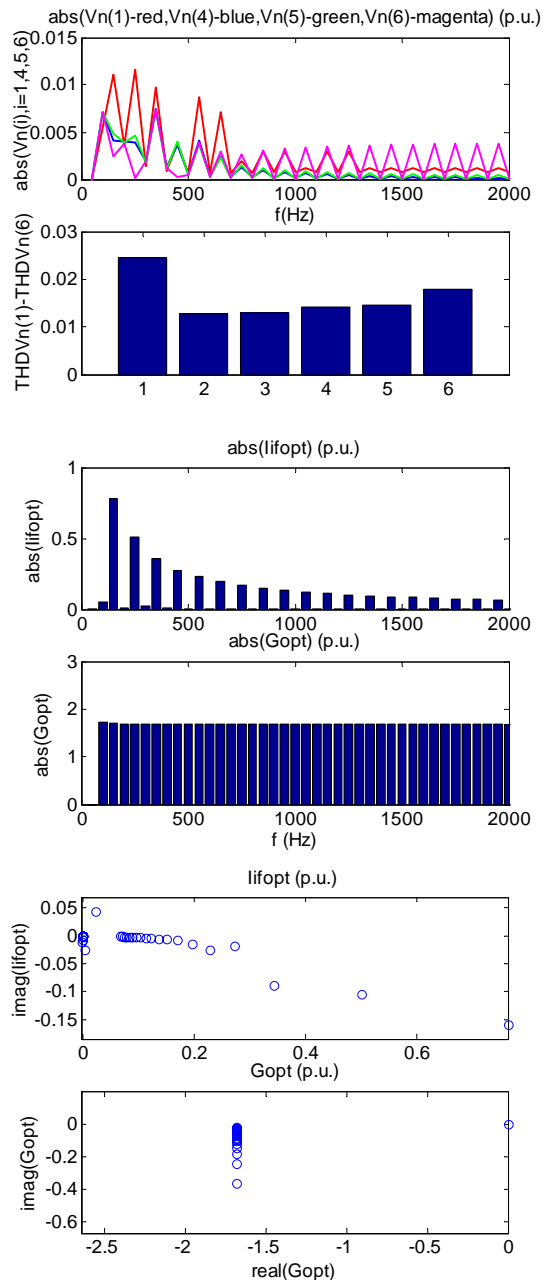 abs(Vn(1)-red,Vn(4)-blue,Vn(5)-green,Vn(6)-magenta) (p.u.)
abs(Vn(i),i=1,4,5,6)
0.015
0.01
0.005
0
0 500 1000 1500 2000
f(Hz)
THDVn(1)-THDVn(6)
0.03
0.02
0.01
0
1 2 3 4 5 6
abs(Iifopt) (p.u.)
abs(Iifopt)
1
0.5
0
0 500 1000 1500 2000
abs(Gopt) (p.u.)
abs(Gopt)
3
2
1
0
0 500 1000 1500 2000
f (Hz)
Iifopt (p.u.)
imag(Iifopt)
0.05
0
-0.05
-0.1
-0.15
0 0.2 0.4 0.6
Gopt (p.u.)
imag(Gopt)
0
-0.2
-0.4
-0.6
-2.5 -2 -1.5 -1 -0.5 0
real(Gopt)